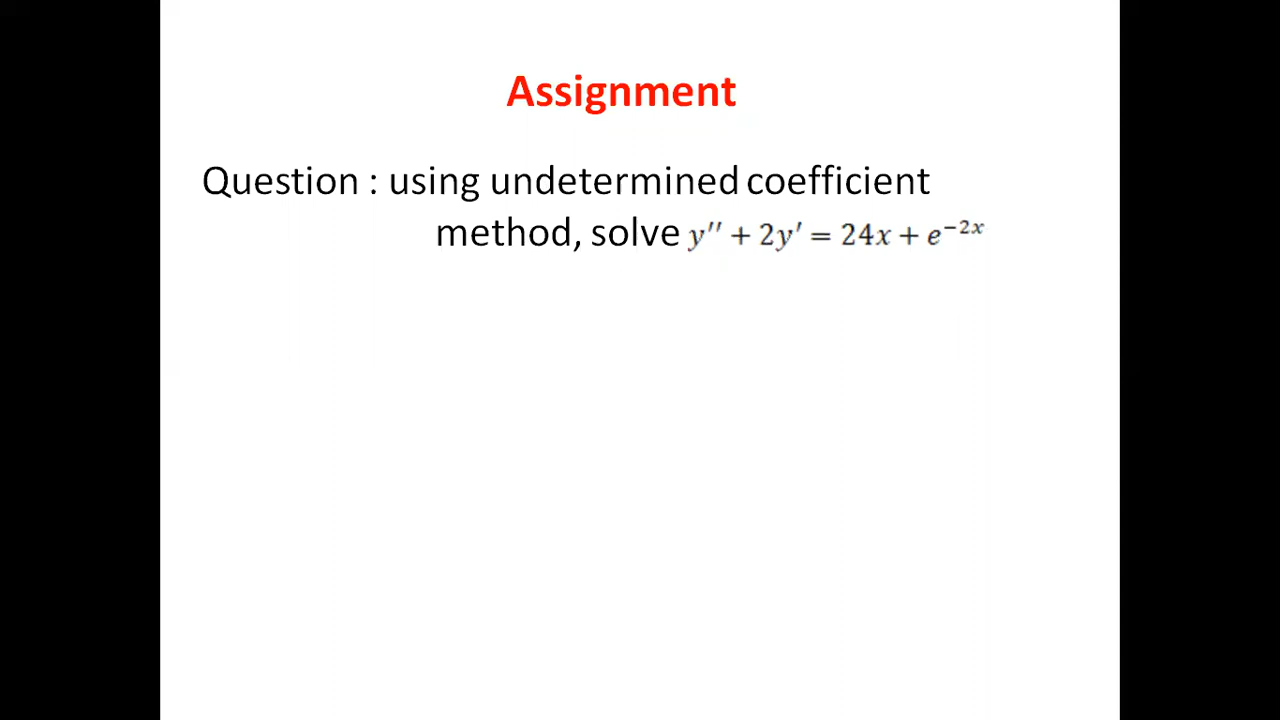 Assignment
Question : using undetermined coefficient
method, solve y′′ + 2y′ = 24x + e⁻²ˣ